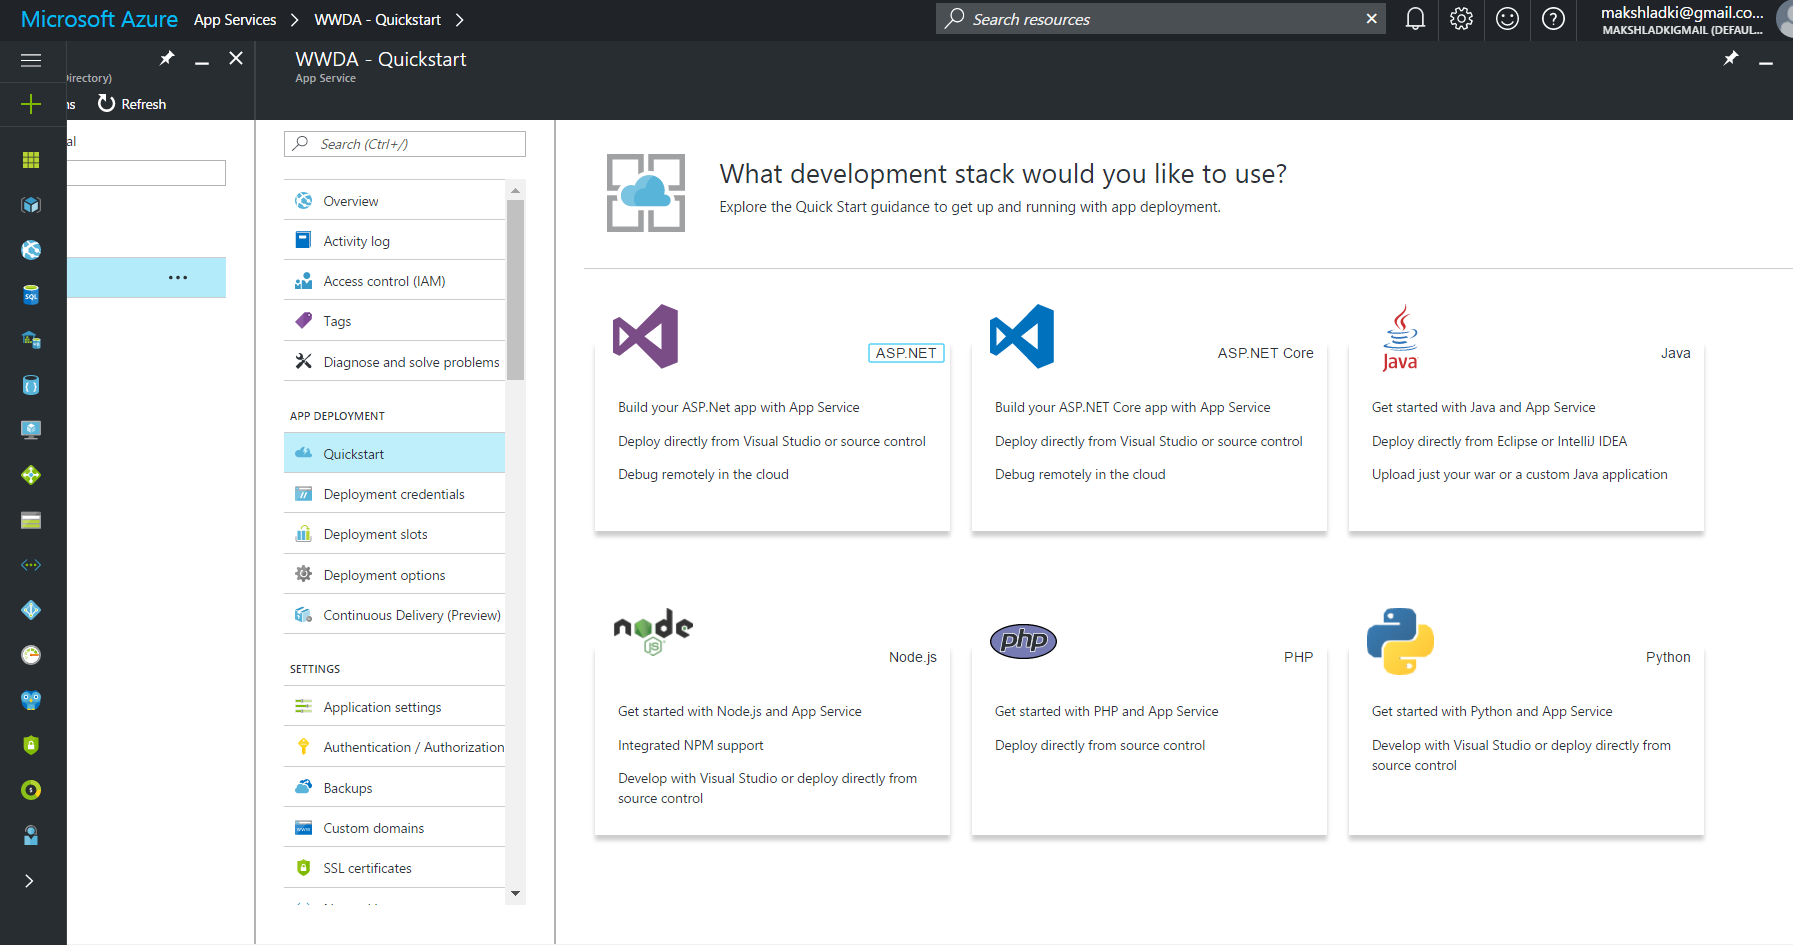 Microsoft Azure App Services WWDA - Quickstart
Search resources
makshladki@gmail.co...
MAKSHLADKIGMAIL (DEFAUL...
Directory)
ns Refresh
al
WWDA - Quickstart
App Service
Search (Ctrl+/)
Overview
Activity log
Access control (IAM)
Tags
Diagnose and solve problems
APP DEPLOYMENT
Quickstart
Deployment credentials
Deployment slots
Deployment options
Continuous Delivery (Preview)
SETTINGS
Application settings
Authentication / Authorization
Backups
Custom domains
SSL certificates
What development stack would you like to use?
Explore the Quick Start guidance to get up and running with app deployment.
ASP.NET
Build your ASP.Net app with App Service
Deploy directly from Visual Studio or source control
Debug remotely in the cloud
ASP.NET Core
Build your ASP.NET Core app with App Service
Deploy directly from Visual Studio or source control
Debug remotely in the cloud
Java
Java
Get started with Java and App Service
Deploy directly from Eclipse or IntelliJ IDEA
Upload just your war or a custom Java application
node
JS
Node.js
Get started with Node.js and App Service
Integrated NPM support
Develop with Visual Studio or deploy directly from
source control
php
PHP
Get started with PHP and App Service
Deploy directly from source control
Python
Get started with Python and App Service
Develop with Visual Studio or deploy directly from
source control
SQL